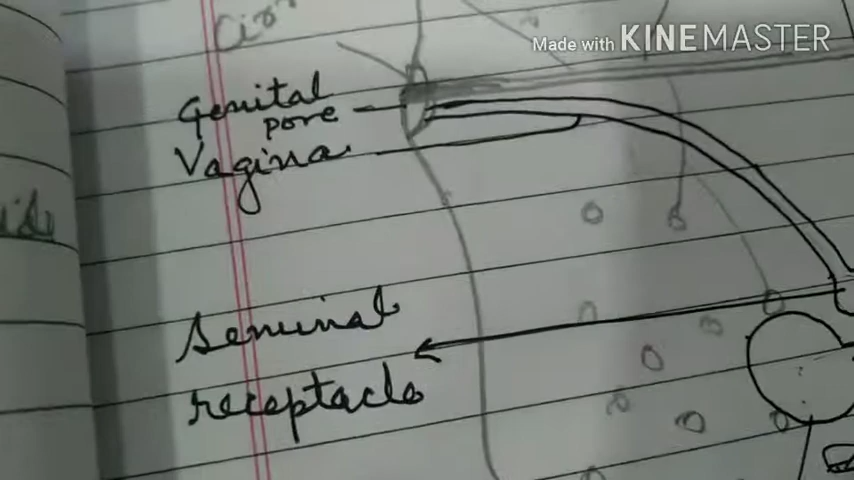 Made with KINEMASTER
Genital
pore
Vagina
Seminal
receptacle